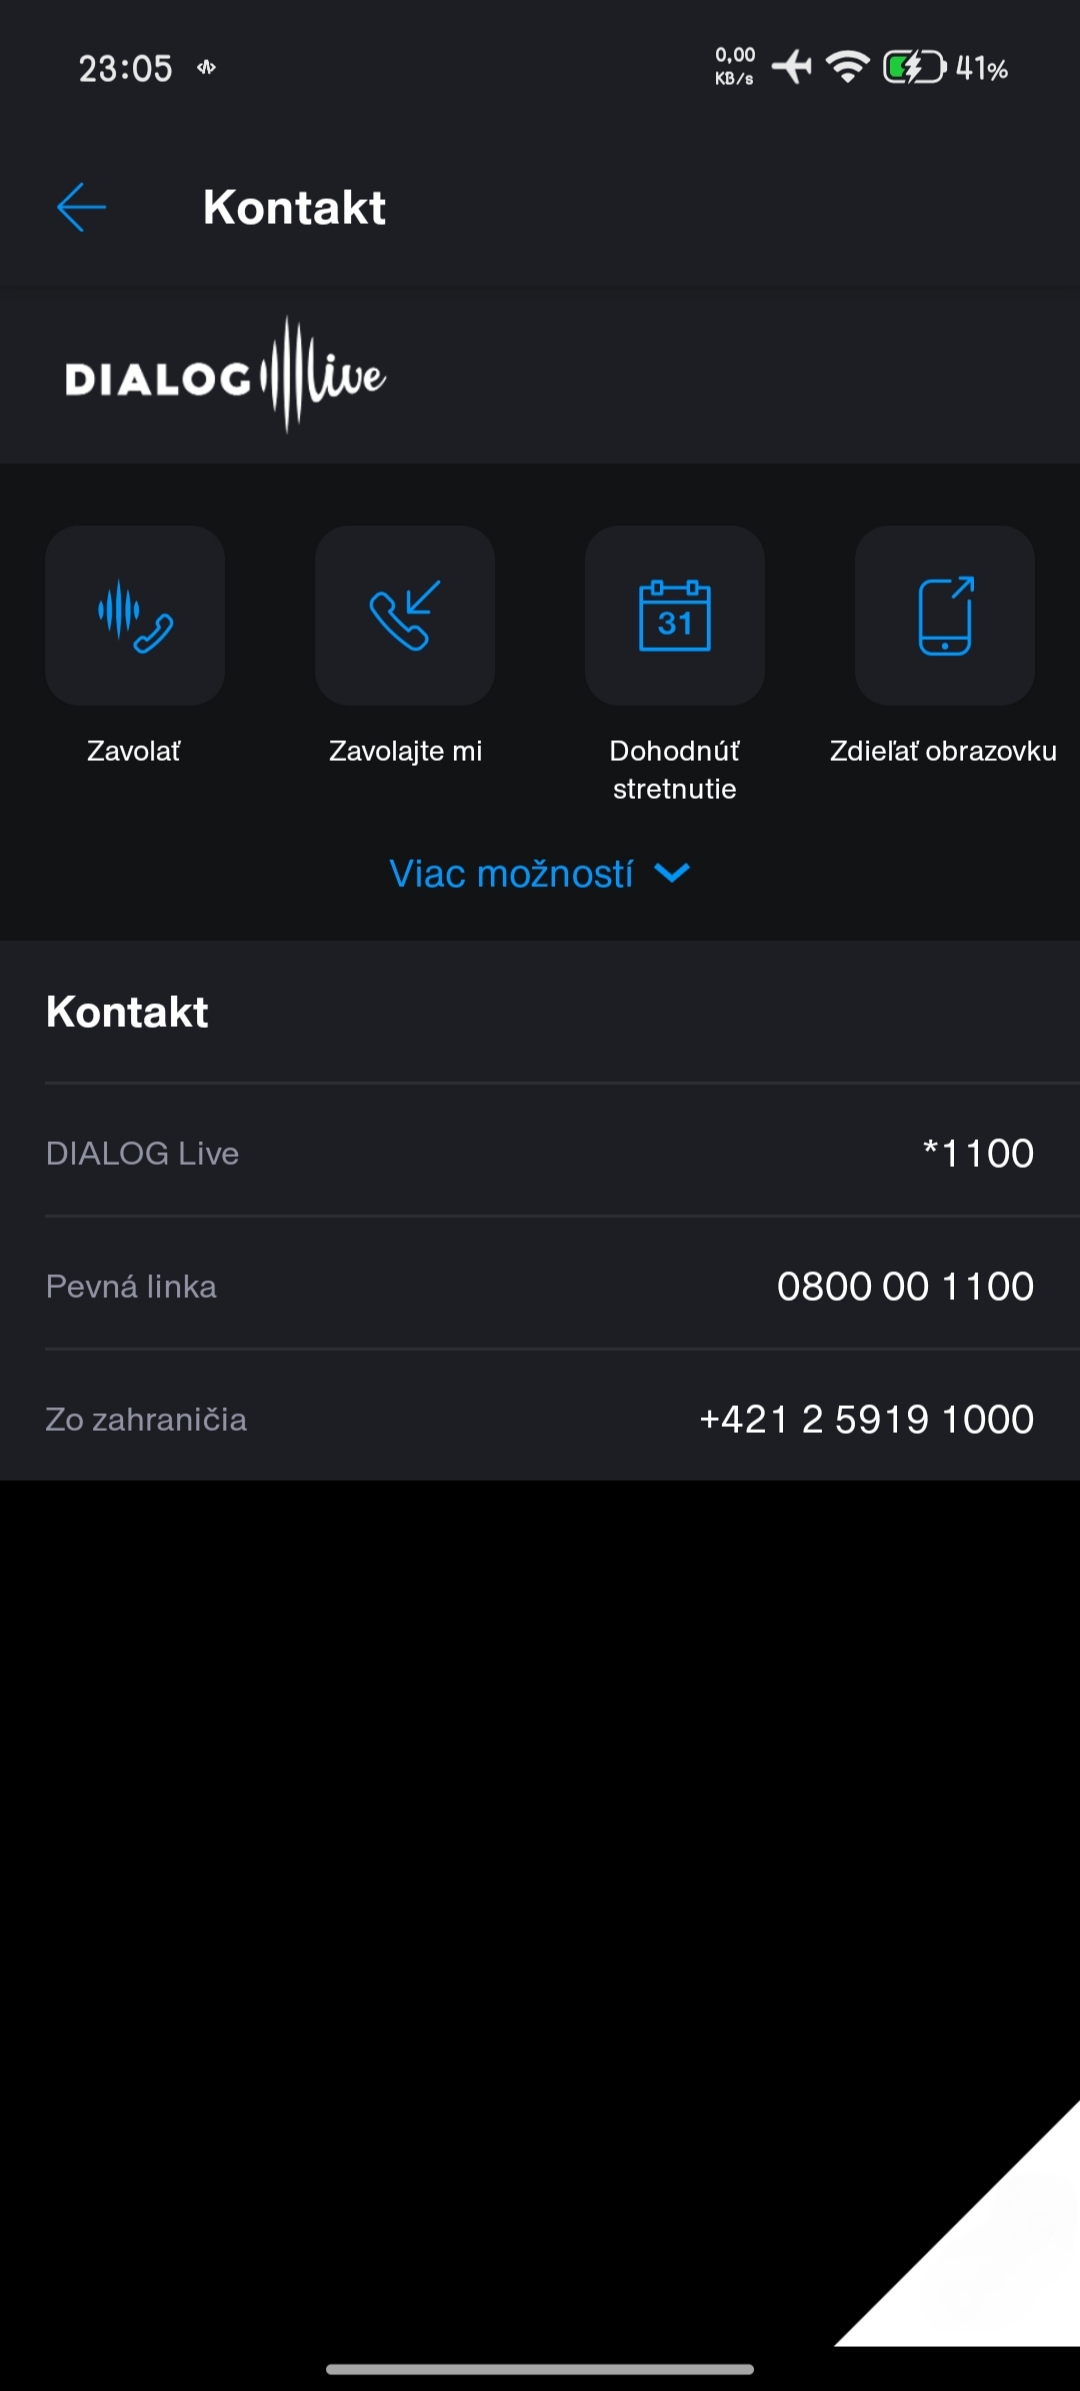 23:05
0,00
KB/s
41%
Kontakt
DIALOG live
31
Zavolať
Zavolajte mi
Dohodnúť
stretnutie
Zdieľať obrazovku
Viac možností
Kontakt
DIALOG Live *1100
Pevná linka 0800 00 1100
Zo zahraničia +421 2 5919 1000